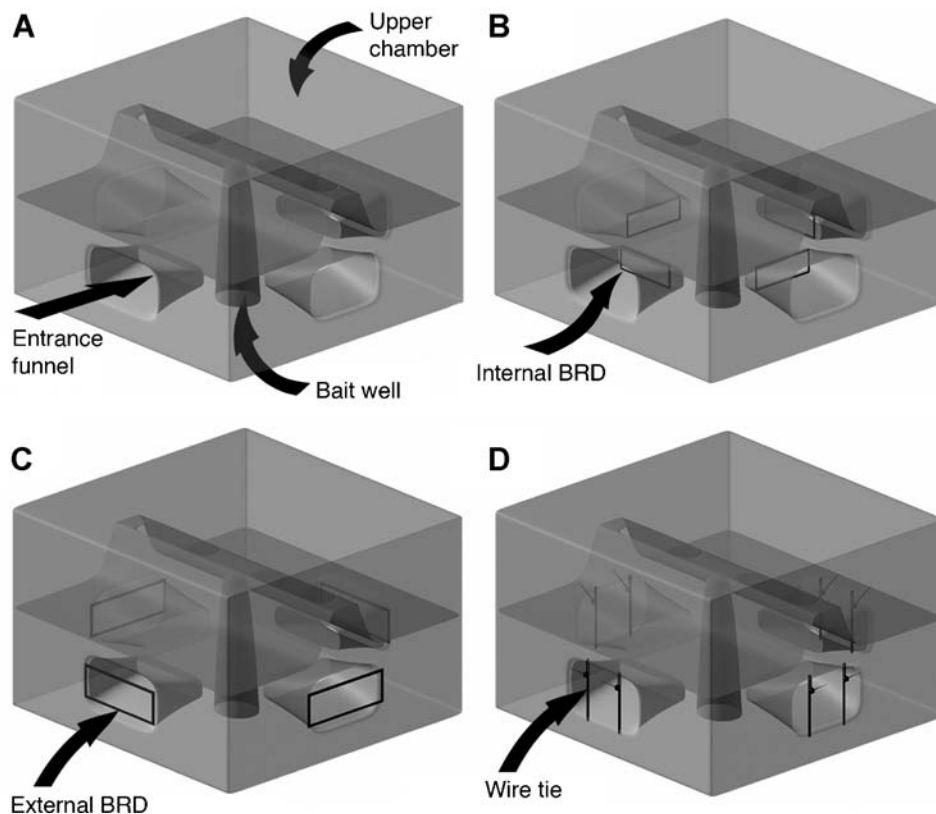 A
Upper
chamber
Entrance
funnel
Bait well
B
Internal BRD
C
External BRD
D
Wire tie